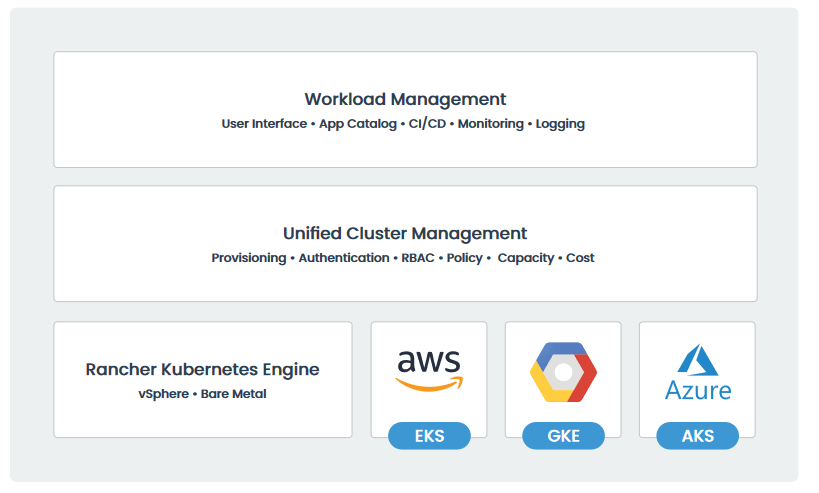 Workload Management
User Interface • App Catalog • CI/CD • Monitoring • Logging
Unified Cluster Management
Provisioning • Authentication • RBAC • Policy • Capacity • Cost
Rancher Kubernetes Engine
vSphere • Bare Metal
aws
EKS
GKE
Azure
AKS